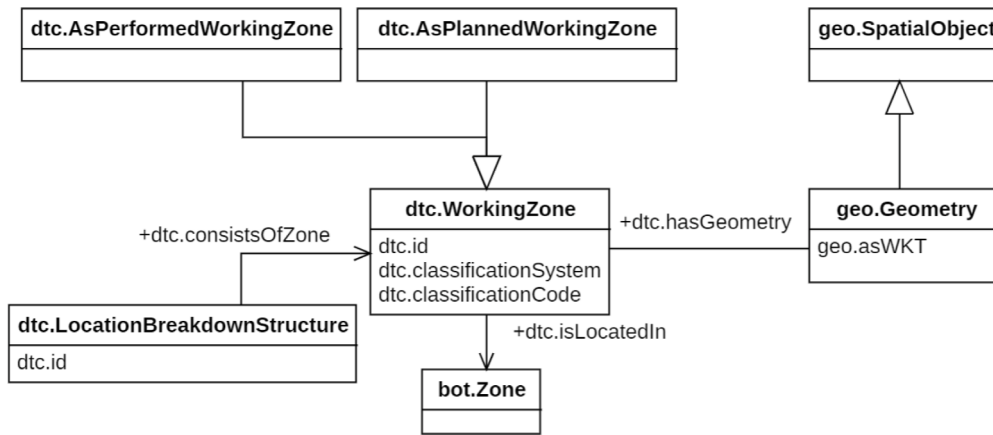 dtc.AsPerformedWorkingZone
dtc.AsPlannedWorkingZone
geo.SpatialObject
dtc.WorkingZone
dtc.id
dtc.classificationSystem
dtc.classificationCode
+dtc.hasGeometry
geo.Geometry
geo.asWKT
+dtc.consistsOfZone
dtc.LocationBreakdownStructure
dtc.id
+dtc.isLocatedIn
bot.Zone